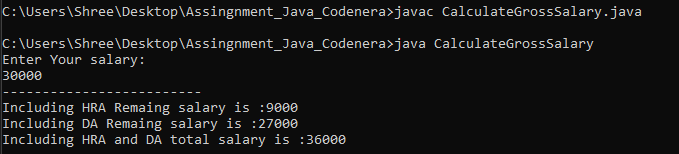 C:\Users\Shree\Desktop\Assingnment_Java_Codenera>javac CalculateGrossSalary.java
C:\Users\Shree\Desktop\Assingnment_Java_Codenera>java CalculateGrossSalary
Enter Your salary:
30000
-------------------------
Including HRA Remaing salary is :9000
Including DA Remaing salary is :27000
Including HRA and DA total salary is :36000